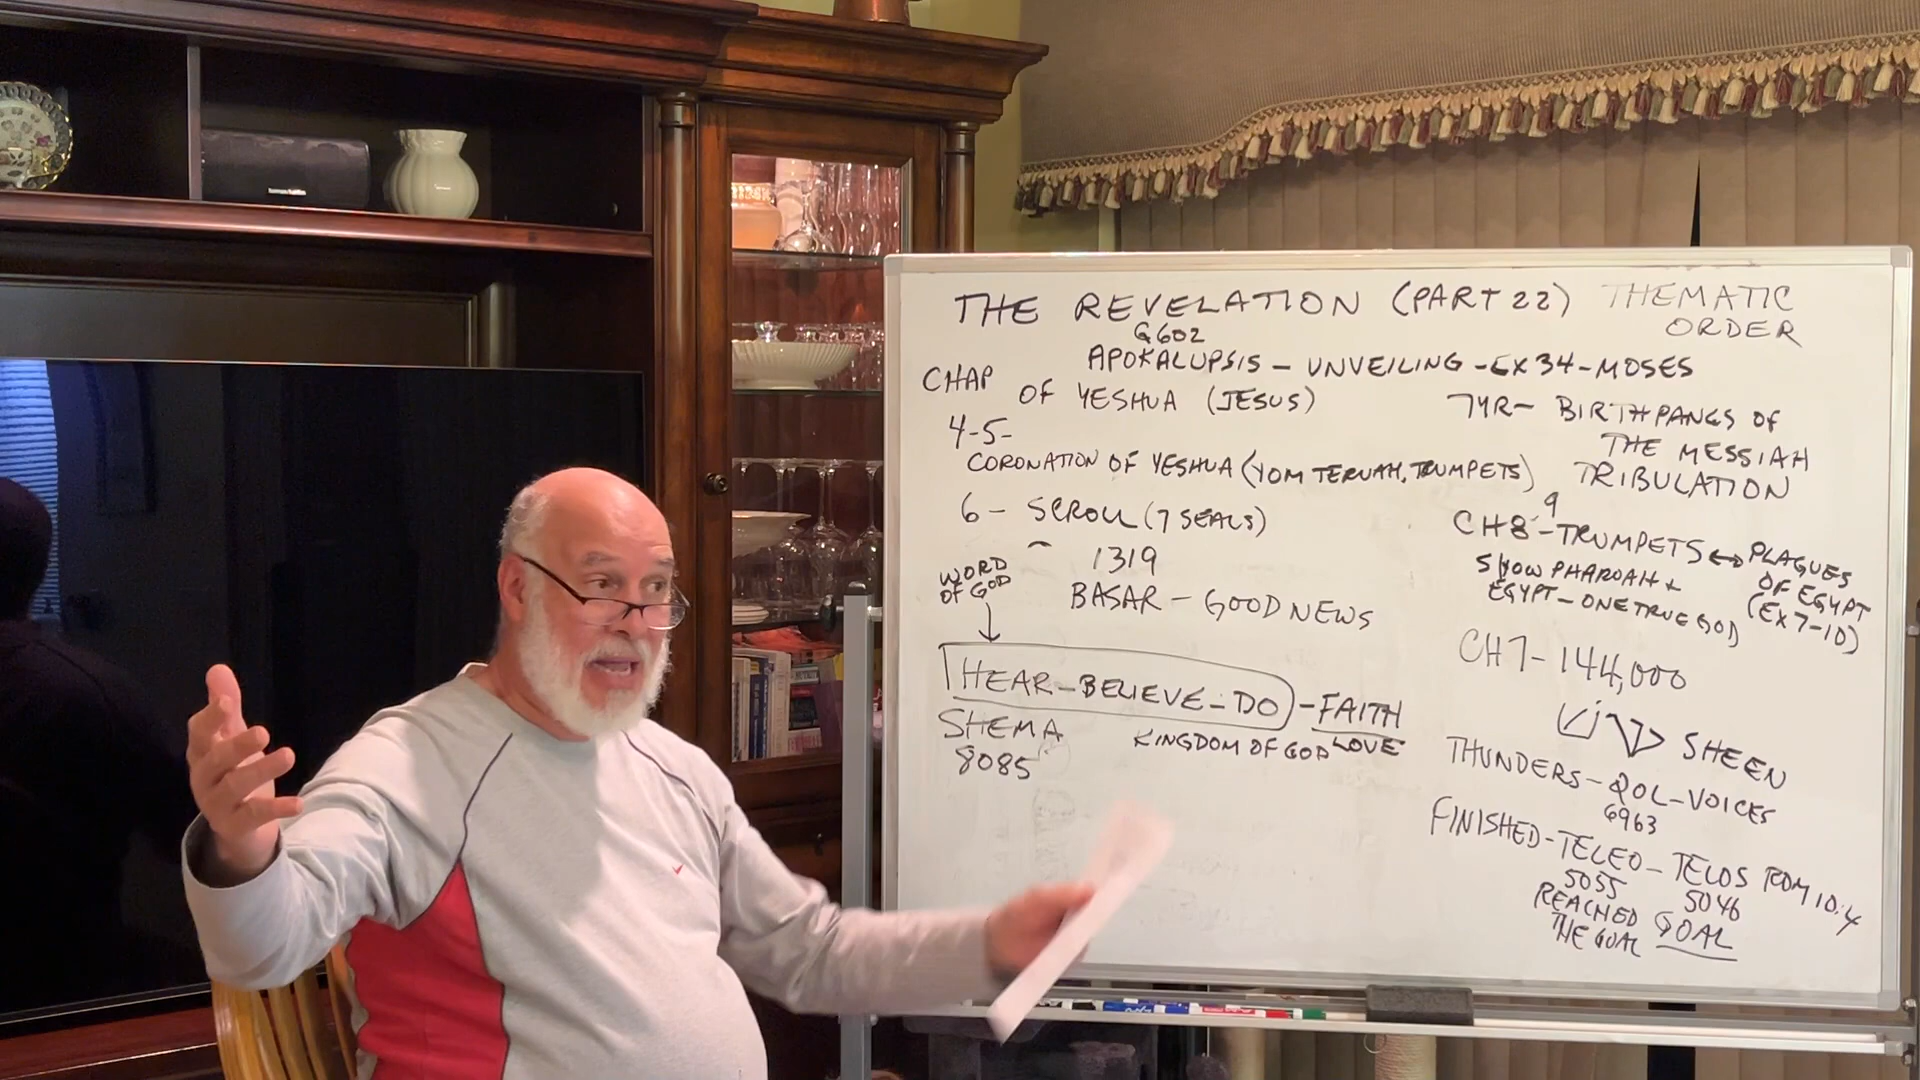 THE REVELATION (PART 22) THEMATIC
ORDER
G602
APOKALUPSIS - UNVEILING - EX 34 - MOSES
CHAP
OF YESHUA (JESUS)
4-5-
CORONATION OF YESHUA (YOM TERUAH, TRUMPETS)
6 - SCROLL (7 SEALS)
WORD
OF GOD
1319
BASAR - GOOD NEWS
HEAR - BELIEVE - DO - FAITH
SHEMA
KINGDOM OF GOD LOVE
8085
7YR - BIRTHPANGS OF
THE MESSIAH
TRIBULATION
9
CH 8 - TRUMPETS ↔ PLAGUES
OF EGYPT
(EX 7-10)
SHOW PHAROAH +
EGYPT - ONE TRUE GOD
CH 7 - 144,000
SHEEN
THUNDERS - QOL - VOICES
6963
FINISHED - TELEO - TELOS ROM 10:4
5055
5046
REACHED GOAL
THE GOAL
harman/kardon